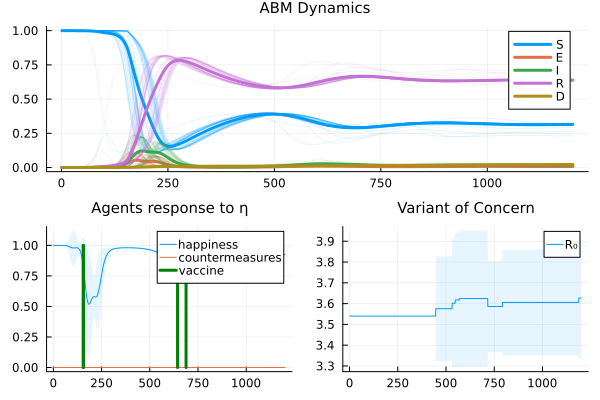 ABM Dynamics
1.00
0.75
0.50
0.25
0.00
S
E
I
R
D
0 250 500 750 1000
Agents response to η
1.00
0.75
0.50
0.25
0.00
happiness
countermeasures
vaccine
0 250 500 750 1000
Variant of Concern
3.9
3.8
3.7
3.6
3.5
3.4
3.3
R₀
0 250 500 750 1000